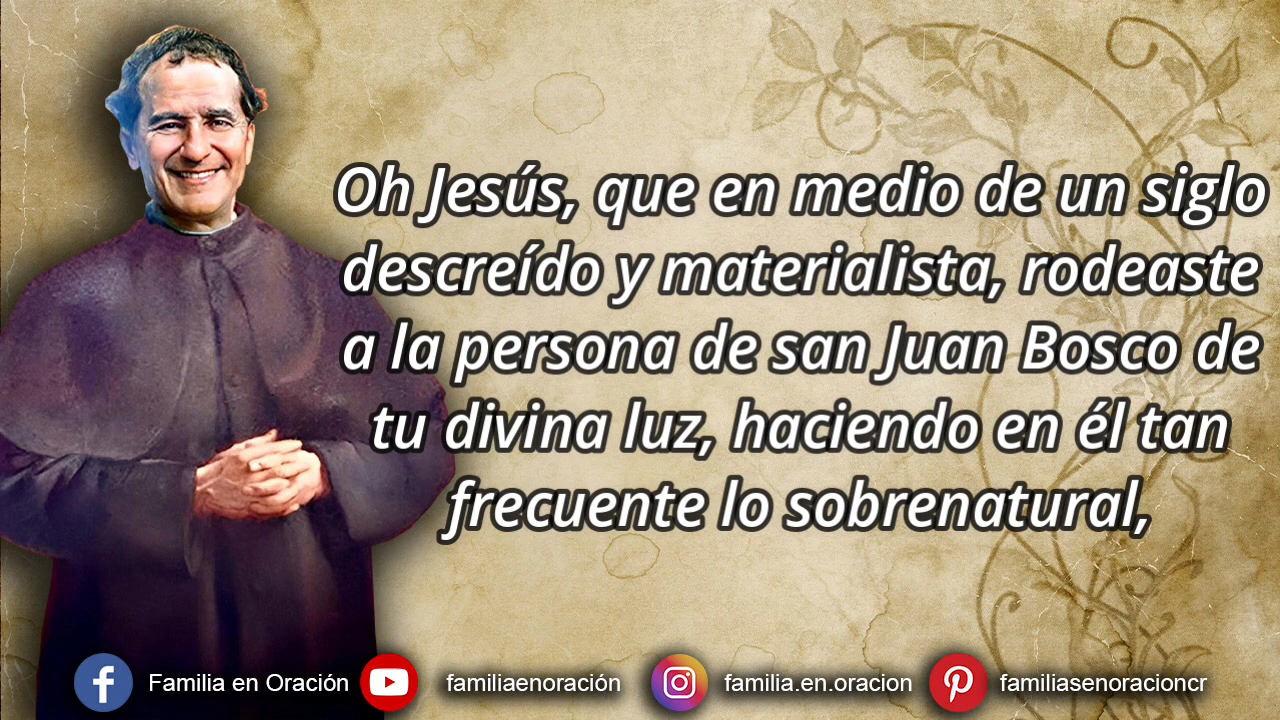 Oh Jesús, que en medio de un siglo
descreído y materialista, rodeaste
a la persona de san Juan Bosco de
tu divina luz, haciendo en él tan
frecuente lo sobrenatural,
Familia en Oración familiaenoración familia.en.oracion familiasenoracioncr